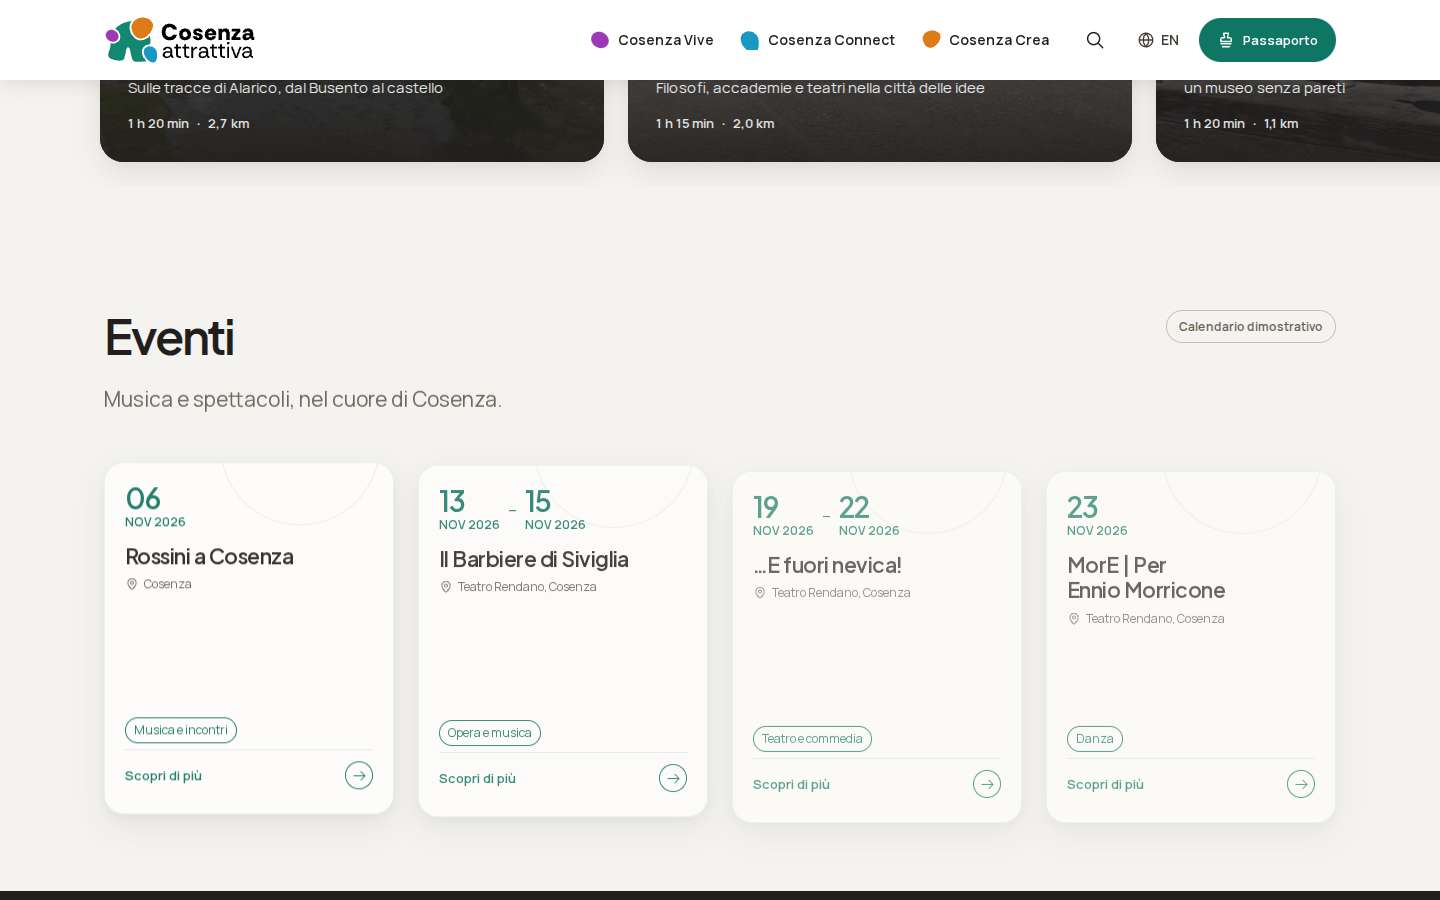 Cosenza
attrattiva
Cosenza Vive
Cosenza Connect
Cosenza Crea
EN
Passaporto
Sulle tracce di Alarico, dal Busento al castello
1 h 20 min · 2,7 km
Filosofi, accademie e teatri nella città delle idee
1 h 15 min · 2,0 km
un museo senza pareti
1 h 20 min · 1,1 km
Eventi
Calendario dimostrativo
Musica e spettacoli, nel cuore di Cosenza.
06
NOV 2026
Rossini a Cosenza
Cosenza
Musica e incontri
Scopri di più
13 – 15
NOV 2026 NOV 2026
Il Barbiere di Siviglia
Teatro Rendano, Cosenza
Opera e musica
Scopri di più
19 – 22
NOV 2026 NOV 2026
...E fuori nevica!
Teatro Rendano, Cosenza
Teatro e commedia
Scopri di più
23
NOV 2026
MorE | Per
Ennio Morricone
Teatro Rendano, Cosenza
Danza
Scopri di più